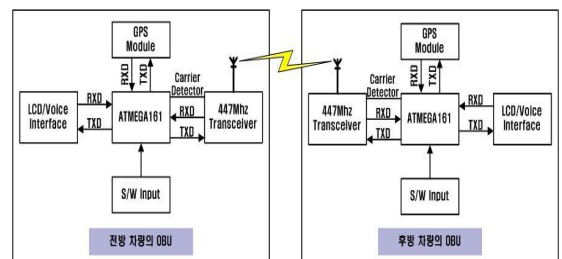 GPS
Module
RXD
TXD
Carrier
Detector
LCD/Voice
Interface
RXD
TXD
ATMEGA161
RXD
TXD
447Mhz
Transceiver
S/W Input
전방 차량의 OBU
GPS
Module
RXD
TXD
Carrier
Detector
447Mhz
Transceiver
RXD
TXD
ATMEGA161
RXD
TXD
LCD/Voice
Interface
S/W Input
후방 차량의 OBU